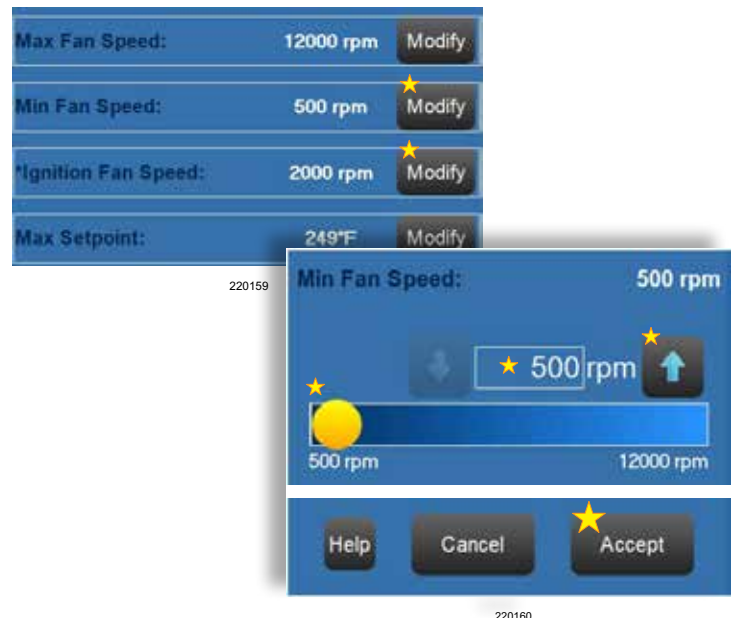 Max Fan Speed: 12000 rpm Modify
Min Fan Speed: 500 rpm Modify
*Ignition Fan Speed: 2000 rpm Modify
Max Setpoint: 249°F Modify
220159
Min Fan Speed: 500 rpm
500 rpm
500 rpm 12000 rpm
Help Cancel Accept
220160